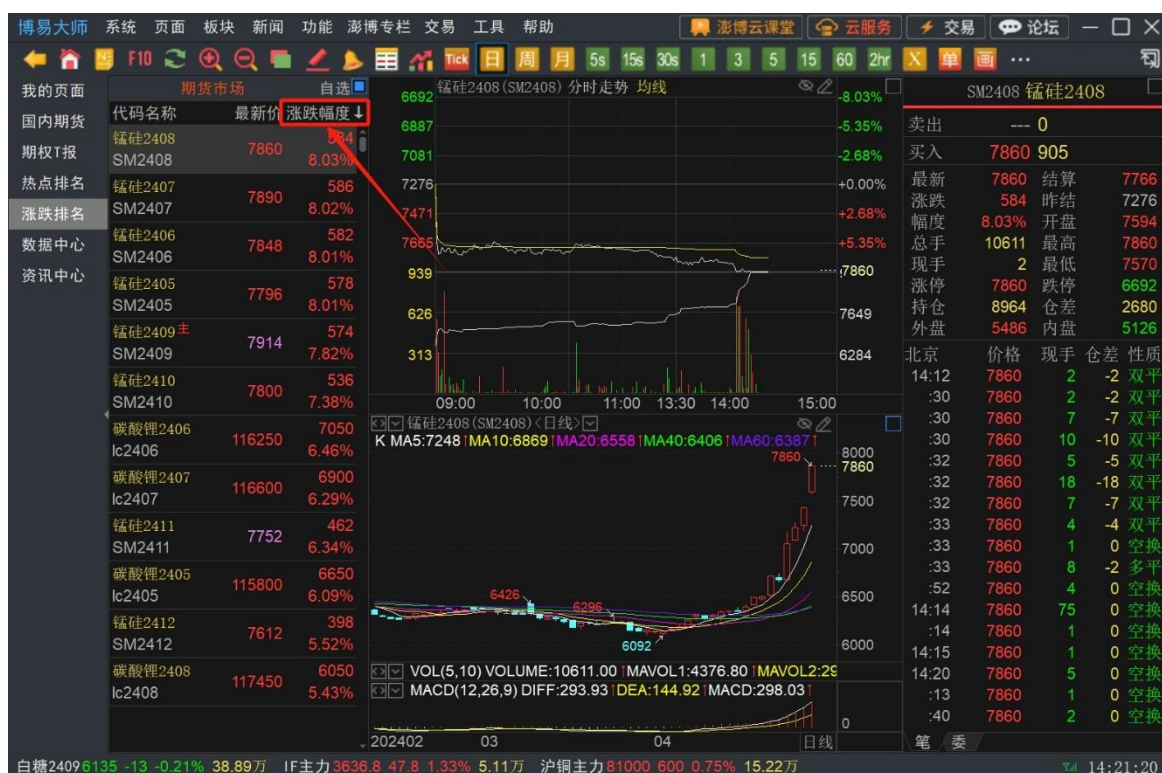 博易大师 系统 页面 板块 新闻 功能 澎博专栏 交易 工具 帮助 澎博云课堂 云服务 交易 论坛
F10 Tick 日 周 月 5s 15s 30s 1 3 5 15 60 2hr X 单 画 ...
我的页面
国内期货
期权T报
热点排名
涨跌排名
数据中心
资讯中心
期货市场 自选
代码名称 最新价 涨跌幅度↓
锰硅2408 584
SM2408 7860 8.03%
锰硅2407 586
SM2407 7890 8.02%
锰硅2406 582
SM2406 7848 8.01%
锰硅2405 578
SM2405 7796 8.01%
锰硅2409主 574
SM2409 7914 7.82%
锰硅2410 536
SM2410 7800 7.38%
碳酸锂2406 7050
lc2406 116250 6.46%
碳酸锂2407 6900
lc2407 116600 6.29%
锰硅2411 462
SM2411 7752 6.34%
碳酸锂2405 6650
lc2405 115800 6.09%
锰硅2412 398
SM2412 7612 5.52%
碳酸锂2408 6050
lc2408 117450 5.43%
锰硅2408(SM2408) 分时走势 均线
6692 -8.03%
6887 -5.35%
7081 -2.68%
7276 +0.00%
7471 +2.68%
7665 +5.35%
939 7860
626 7649
313 6284
09:00 10:00 11:00 13:30 14:00 15:00
锰硅2408(SM2408)<日线>
K MA5:7248↑MA10:6869↑MA20:6558↑MA40:6406↑MA60:6387↑
7860 8000
7860
7500
7000
6426 6296 6500
6092 6000
VOL(5,10) VOLUME:10611.00 ↑MAVOL1:4376.80 ↑MAVOL2:29
MACD(12,26,9) DIFF:293.93↑DEA:144.92↑MACD:298.03↑
0
202402 03 04 日线
SM2408 锰硅2408
卖出 --- 0
买入 7860 905
最新 7860 结算 7766
涨跌 584 昨结 7276
幅度 8.03% 开盘 7594
总手 10611 最高 7860
现手 2 最低 7570
涨停 7860 跌停 6692
持仓 8964 仓差 2680
外盘 5486 内盘 5126
北京 价格 现手 仓差 性质
14:12 7860 2 -2 双平
:30 7860 2 -2 双平
:30 7860 7 -7 双平
:30 7860 10 -10 双平
:32 7860 5 -5 双平
:32 7860 18 -18 双平
:32 7860 7 -7 双平
:33 7860 4 -4 双平
:33 7860 1 0 空换
:33 7860 8 -2 多平
:52 7860 4 0 空换
14:14 7860 75 0 空换
:14 7860 1 0 空换
14:15 7860 1 0 空换
14:20 7860 5 0 空换
:13 7860 1 0 空换
:40 7860 2 0 空换
笔 委
白糖2409 6135 -13 -0.21% 38.89万 IF主力 3636.8 47.8 1.33% 5.11万 沪铜主力 81000 600 0.75% 15.22万 14:21:20